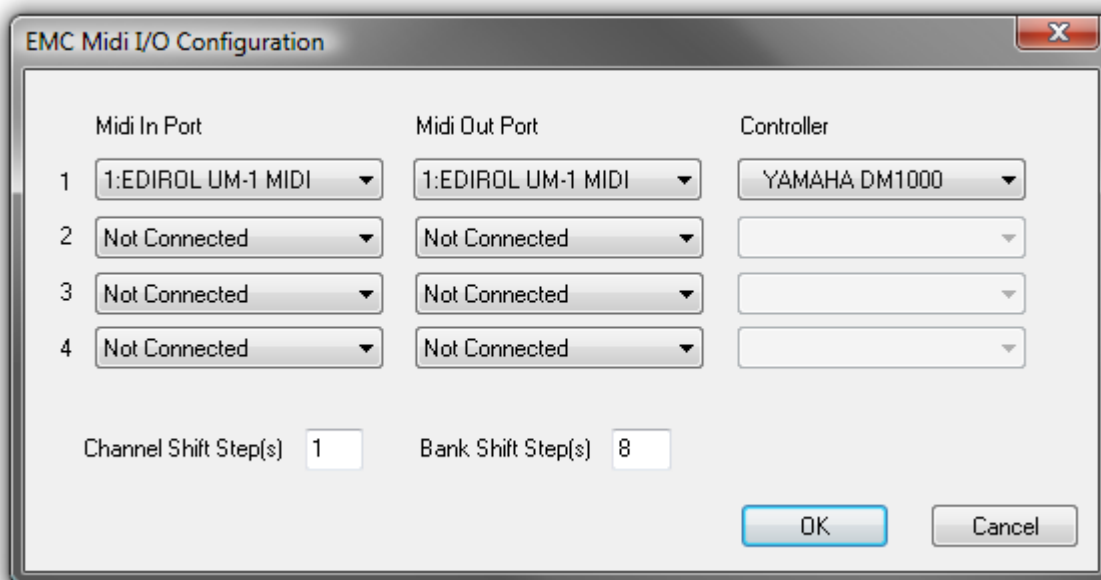 EMC Midi I/O Configuration
Midi In Port Midi Out Port Controller
1 1:EDIROL UM-1 MIDI 1:EDIROL UM-1 MIDI YAMAHA DM1000
2 Not Connected Not Connected
3 Not Connected Not Connected
4 Not Connected Not Connected
Channel Shift Step(s) 1 Bank Shift Step(s) 8
OK Cancel